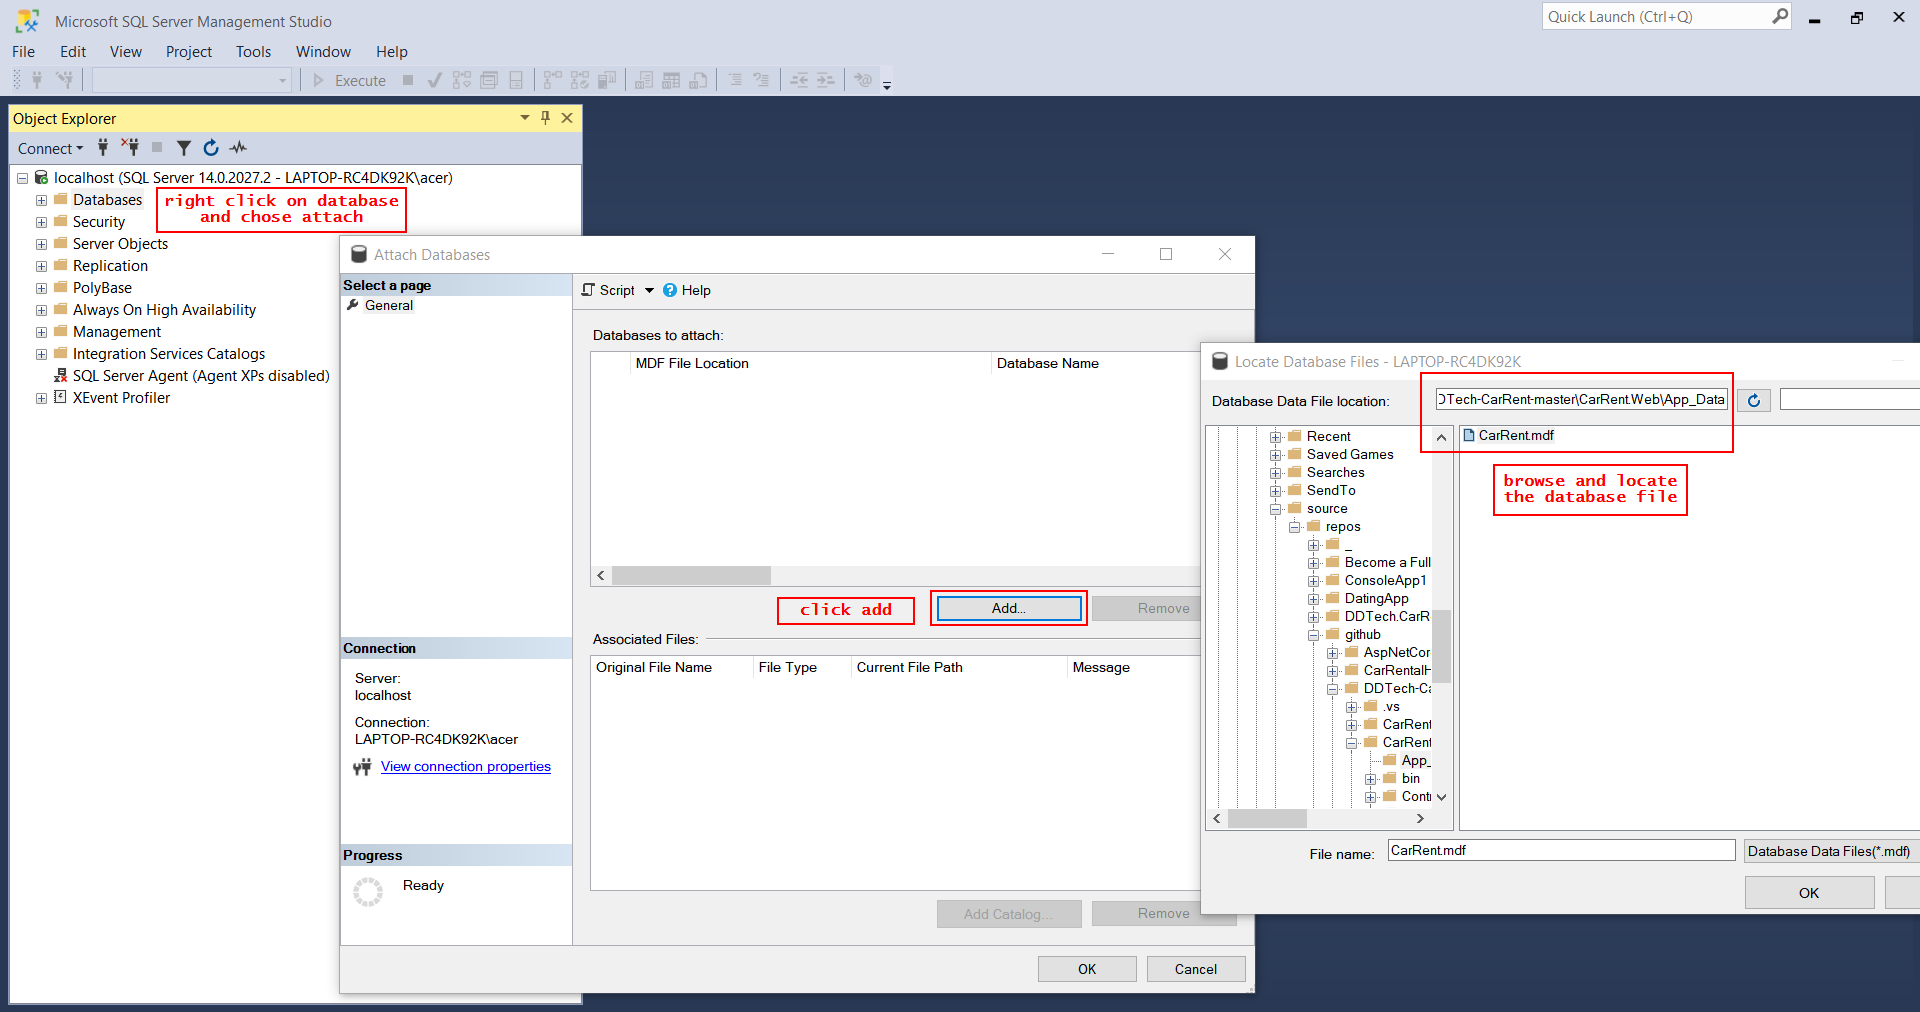 Microsoft SQL Server Management Studio
Quick Launch (Ctrl+Q)
File Edit View Project Tools Window Help
Execute
Object Explorer
Connect
localhost (SQL Server 14.0.2027.2 - LAPTOP-RC4DK92K\acer)
Databases
right click on database
and chose attach
Security
Server Objects
Replication
PolyBase
Always On High Availability
Management
Integration Services Catalogs
SQL Server Agent (Agent XPs disabled)
XEvent Profiler
Attach Databases
Select a page
General
Script Help
Databases to attach:
MDF File Location Database Name
click add
Add... Remove
Associated Files:
Original File Name File Type Current File Path Message
Connection
Server:
localhost
Connection:
LAPTOP-RC4DK92K\acer
View connection properties
Progress
Ready
Add Catalog... Remove
OK Cancel
Locate Database Files - LAPTOP-RC4DK92K
Database Data File location: DTech-CarRent-master\CarRent.Web\App_Data
Recent
Saved Games
Searches
SendTo
source
repos
_
Become a Full
ConsoleApp1
DatingApp
DDTech.CarR
github
AspNetCor
CarRentalH
DDTech-Ca
.vs
CarRent
CarRent
App_
bin
Contr
CarRent.mdf
browse and locate
the database file
File name: CarRent.mdf Database Data Files(*.mdf)
OK